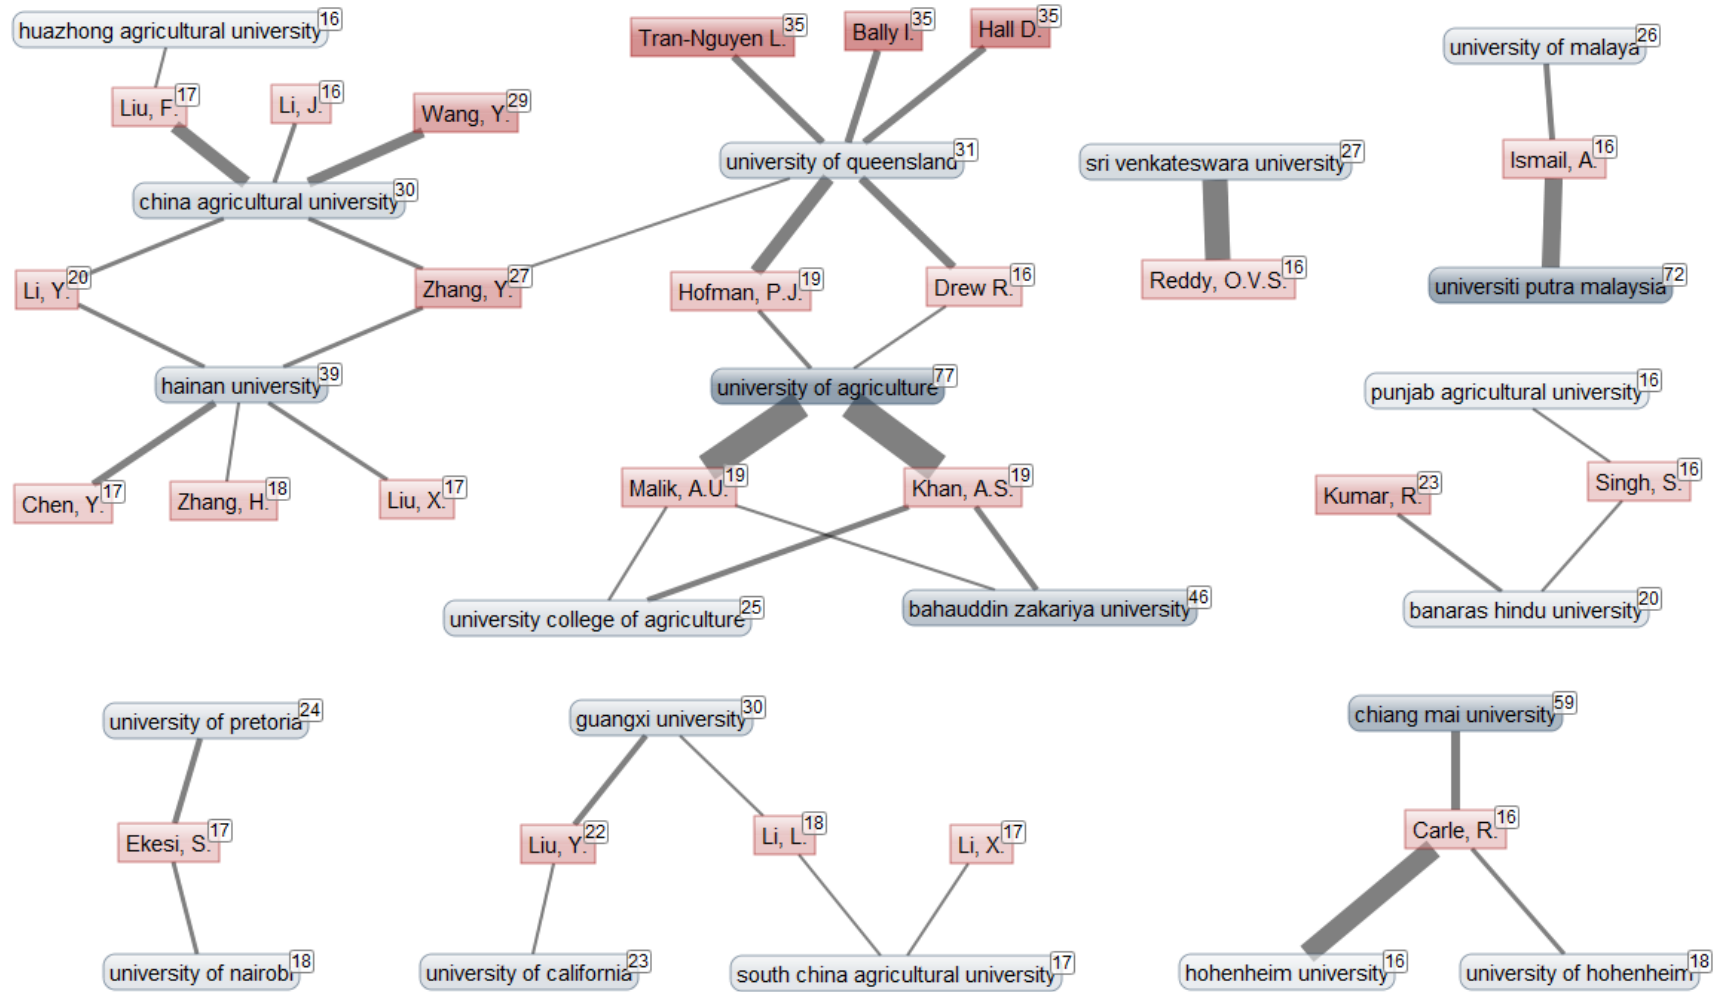 huazhong agricultural university 16
Liu, F. 17
Li, J. 16
Wang, Y. 29
china agricultural university 30
Li, Y. 20
Zhang, Y. 27
hainan university 39
Chen, Y. 17
Zhang, H. 18
Liu, X. 17
Tran-Nguyen L. 35
Bally I. 35
Hall D. 35
university of queensland 31
Hofman, P.J. 19
Drew R. 16
university of agriculture 77
Malik, A.U. 19
Khan, A.S. 19
university college of agriculture 25
bahauddin zakariya university 46
sri venkateswara university 27
Reddy, O.V.S. 16
university of malaya 26
Ismail, A. 16
universiti putra malaysia 72
punjab agricultural university 16
Kumar, R. 23
Singh, S. 16
banaras hindu university 20
university of pretoria 24
Ekesi, S. 17
university of nairobi 18
guangxi university 30
Liu, Y. 22
Li, L. 18
Li, X. 17
university of california 23
south china agricultural university 17
chiang mai university 59
Carle, R. 16
hohenheim university 16
university of hohenheim 18